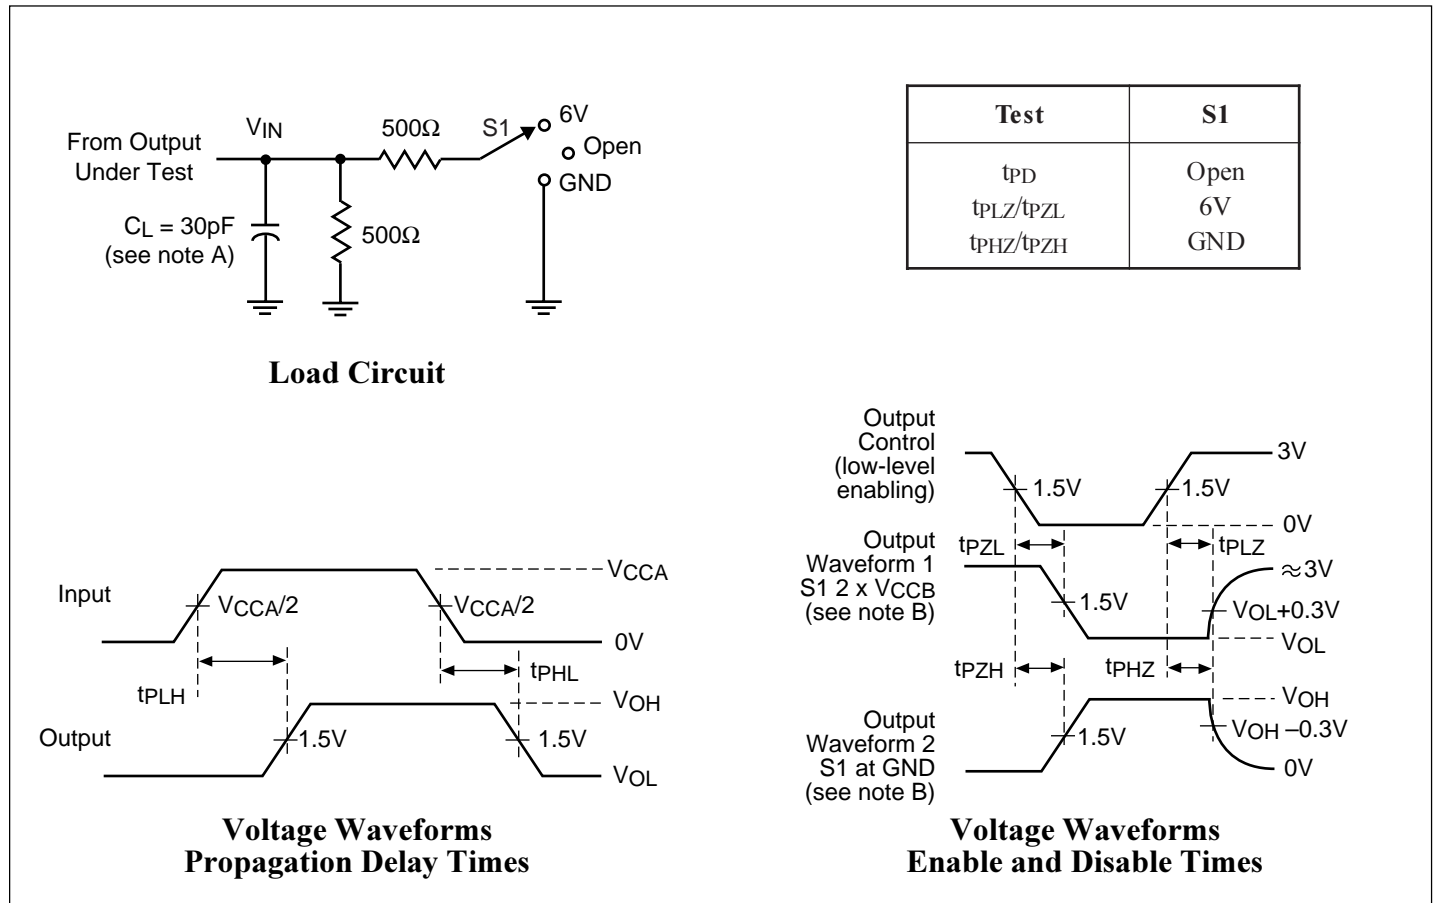 From Output
Under Test
VIN
500Ω
S1
6V
Open
GND
CL = 30pF
(see note A)
500Ω
Load Circuit
Test S1
tPD Open
tPLZ/tPZL 6V
tPHZ/tPZH GND
Input
VCCA/2
VCCA/2
VCCA
0V
tPLH
tPHL
Output
1.5V
1.5V
VOH
VOL
Voltage Waveforms
Propagation Delay Times
Output
Control
(low-level
enabling)
1.5V
1.5V
3V
0V
tPZL
tPLZ
Output
Waveform 1
S1 2 x VCCB
(see note B)
1.5V
≈3V
VOL+0.3V
VOL
tPZH
tPHZ
Output
Waveform 2
S1 at GND
(see note B)
1.5V
VOH
VOH –0.3V
0V
Voltage Waveforms
Enable and Disable Times